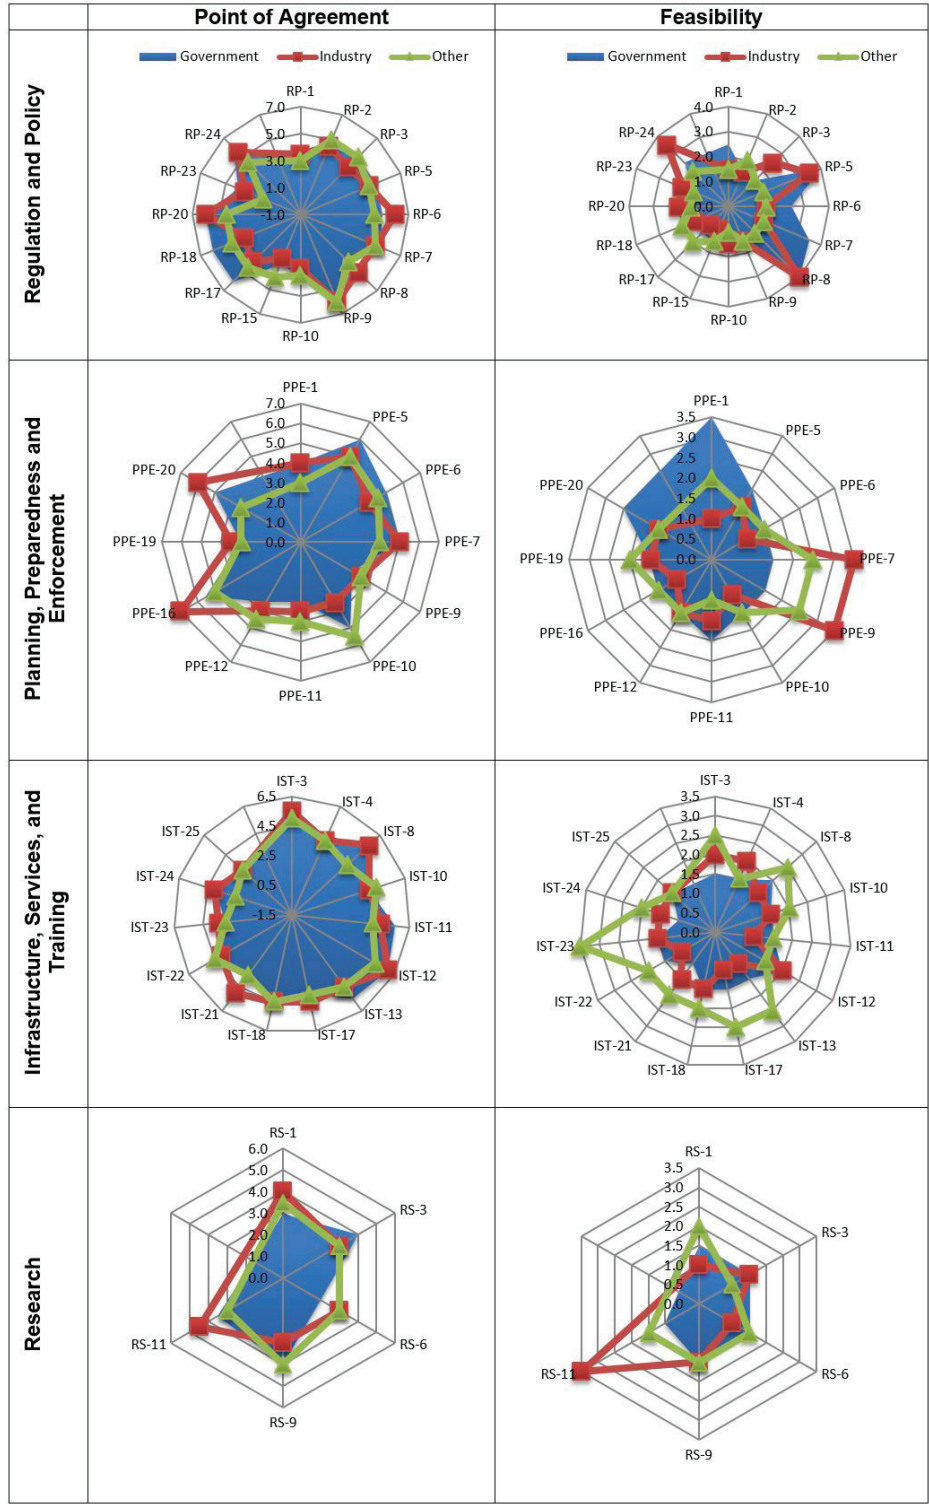 Point of Agreement
Feasibility
Regulation and Policy
Government Industry Other
RP-1
RP-2
RP-3
RP-5
RP-6
RP-7
RP-8
RP-9
RP-10
RP-15
RP-17
RP-18
RP-20
RP-23
RP-24
7.0
5.0
3.0
1.0
-1.0
Government Industry Other
RP-1
RP-2
RP-3
RP-5
RP-6
RP-7
RP-8
RP-9
RP-10
RP-15
RP-17
RP-18
RP-20
RP-23
RP-24
4.0
3.0
2.0
1.0
0.0
Planning, Preparedness and
Enforcement
PPE-1
PPE-5
PPE-6
PPE-7
PPE-9
PPE-10
PPE-11
PPE-12
PPE-16
PPE-19
PPE-20
7.0
6.0
5.0
4.0
3.0
2.0
1.0
0.0
PPE-1
PPE-5
PPE-6
PPE-7
PPE-9
PPE-10
PPE-11
PPE-12
PPE-16
PPE-19
PPE-20
3.5
3.0
2.5
2.0
1.5
1.0
0.5
0.0
Infrastructure, Services, and
Training
IST-3
IST-4
IST-8
IST-10
IST-11
IST-12
IST-13
IST-17
IST-18
IST-21
IST-22
IST-23
IST-24
IST-25
6.5
4.5
2.5
0.5
-1.5
IST-3
IST-4
IST-8
IST-10
IST-11
IST-12
IST-13
IST-17
IST-18
IST-21
IST-22
IST-23
IST-24
IST-25
3.5
3.0
2.5
2.0
1.5
1.0
0.5
0.0
Research
RS-1
RS-3
RS-6
RS-9
RS-11
6.0
5.0
4.0
3.0
2.0
1.0
0.0
RS-1
RS-3
RS-6
RS-9
RS-11
3.5
3.0
2.5
2.0
1.5
1.0
0.5
0.0